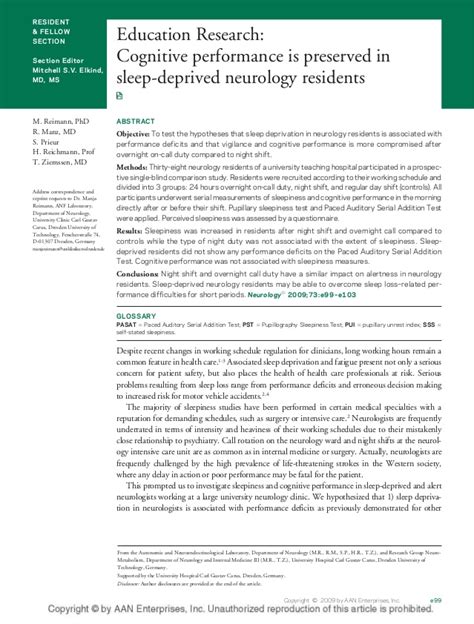 RESIDENT
& FELLOW
SECTION
Section Editor
Mitchell S.V. Elkind,
MD, MS
Education Research:
Cognitive performance is preserved in
sleep-deprived neurology residents
M. Reimann, PhD
R. Manz, MD
S. Prieur
H. Reichmann, Prof
T. Ziemssen, MD
Address correspondence and
reprint requests to Dr. Manja
Reimann, ANF Laboratory,
Department of Neurology,
University Clinic Carl Gustav
Carus, Dresden University of
Technology, Fetscherstraße 74,
D-01307 Dresden, Germany
ABSTRACT
Objective: To test the hypotheses that sleep deprivation in neurology residents is associated with
performance deficits and that vigilance and cognitive performance is more compromised after
overnight on-call duty compared to night shift.
Methods: Thirty-eight neurology residents of a university teaching hospital participated in a prospec-
tive single-blind comparison study. Residents were recruited according to their working schedule and
divided into 3 groups: 24 hours overnight on-call duty, night shift, and regular day shift (controls). All
participants underwent serial measurements of sleepiness and cognitive performance in the morning
directly after or before their shift. Pupillary sleepiness test and Paced Auditory Serial Addition Test
were applied. Perceived sleepiness was assessed by a questionnaire.
Results: Sleepiness was increased in residents after night shift and overnight call compared to
controls while the type of night duty was not associated with the extent of sleepiness. Sleep-
deprived residents did not show any performance deficits on the Paced Auditory Serial Addition
Test. Cognitive performance was not associated with sleepiness measures.
Conclusions: Night shift and overnight call duty have a similar impact on alertness in neurology
residents. Sleep-deprived neurology residents may be able to overcome sleep loss–related per-
formance difficulties for short periods. Neurology® 2009;73:e99–e103
GLOSSARY
PASAT = Paced Auditory Serial Addition Test; PST = Pupillography Sleepiness Test; PUI = pupillary unrest index; SSS =
self-stated sleepiness.
Despite recent changes in working schedule regulation for clinicians, long working hours remain a
common feature in health care.1-3 Associated sleep deprivation and fatigue present not only a serious
concern for patient safety, but also places the health of health care professionals at risk. Serious
problems resulting from sleep loss range from performance deficits and erroneous decision making
to increased risk for motor vehicle accidents.2,4
The majority of sleepiness studies have been performed in certain medical specialties with a
reputation for demanding schedules, such as surgery or intensive care.2 Neurologists are frequently
underrated in terms of intensity and heaviness of their working schedules due to their mistakenly
close relationship to psychiatry. Call rotation on the neurology ward and night shifts at the neurol-
ogy intensive care unit are as common as in internal medicine or surgery. Actually, neurologists are
frequently challenged by the high prevalence of life-threatening strokes in the Western society,
where any delay in action or poor performance may be fatal for the patient.
This prompted us to investigate sleepiness and cognitive performance in sleep-deprived and alert
neurologists working at a large university neurology clinic. We hypothesized that 1) sleep depriva-
tion in neurologists is associated with performance deficits as previously demonstrated for other
From the Autonomic and Neuroendocrinological Laboratory, Department of Neurology (M.R., R.M., S.P., H.R., T.Z.), and Research Group Neuro-
Metabolism, Department of Neurology and Internal Medicine III (M.R., T.Z.), University Hospital Carl Gustav Carus, Dresden University of
Technology, Germany.
Supported by the University Hospital Carl Gustav Carus, Dresden University of Technology, Germany.
Disclosure: Author disclosures are provided at the end of the article.
Copyright © 2009 by AAN Enterprises, Inc.
e99
Copyright © by AAN Enterprises, Inc. Unauthorized reproduction of this article is prohibited.